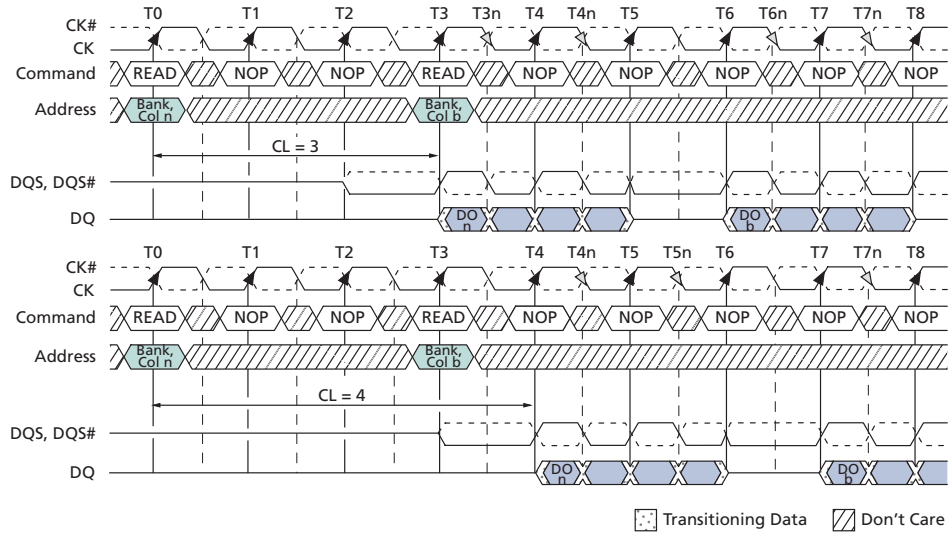 T0 T1 T2 T3 T3n T4 T4n T5 T6 T6n T7 T7n T8
CK#
CK
Command READ NOP NOP READ NOP NOP NOP NOP NOP
Address Bank, Col n Bank, Col b
CL = 3
DQS, DQS#
DQ DO n DO b
T0 T1 T2 T3 T4 T4n T5 T5n T6 T7 T7n T8
CK#
CK
Command READ NOP NOP READ NOP NOP NOP NOP NOP
Address Bank, Col n Bank, Col b
CL = 4
DQS, DQS#
DQ DO n DO b
Transitioning Data Don't Care